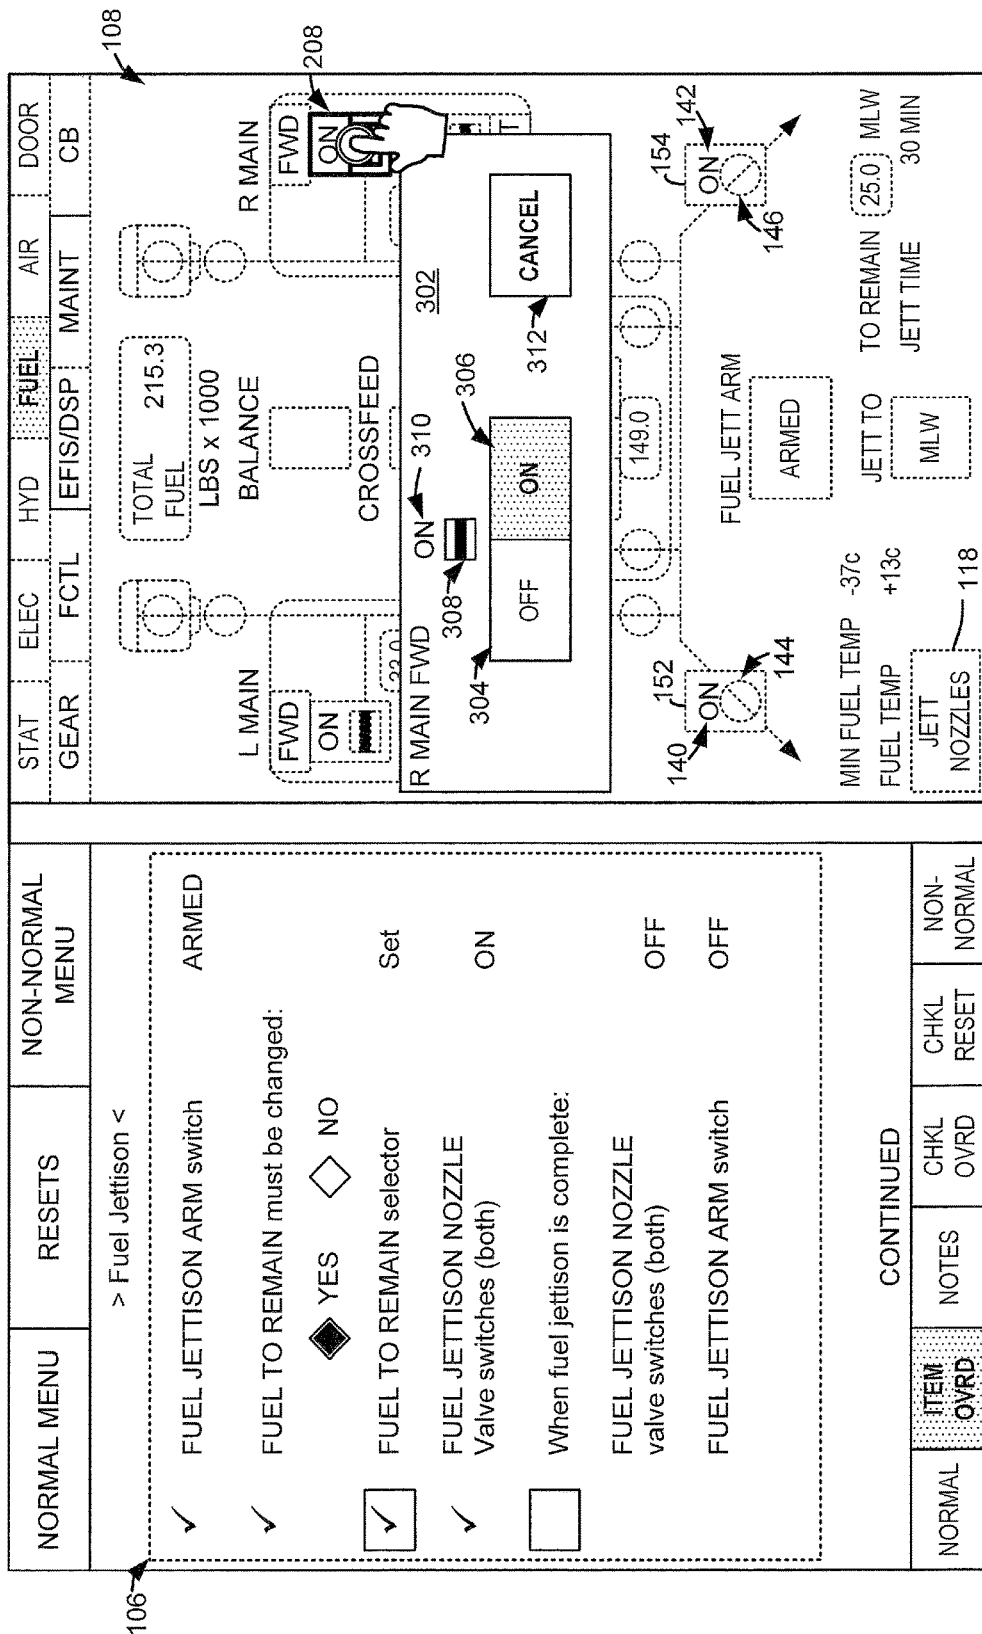 NORMAL MENU
RESETS
NON-NORMAL
MENU
> Fuel Jettison <
106
FUEL JETTISON ARM switch ARMED
FUEL TO REMAIN must be changed:
YES NO
FUEL TO REMAIN selector Set
FUEL JETTISON NOZZLE
Valve switches (both) ON
When fuel jettison is complete:
FUEL JETTISON NOZZLE
valve switches (both) OFF
FUEL JETTISON ARM switch OFF
CONTINUED
NORMAL
ITEM
OVRD
NOTES
CHKL
OVRD
CHKL
RESET
NON-
NORMAL
STAT ELEC HYD FUEL AIR DOOR
GEAR FCTL EFIS/DSP MAINT CB
108
TOTAL
FUEL 215.3
LBS x 1000
L MAIN
BALANCE
R MAIN
208
FWD
ON
FWD
ON
CROSSFEED
R MAIN FWD
ON
310
302
308
304
306
312
OFF
ON
CANCEL
149.0
152
154
ON
ON
140
142
144
146
FUEL JETT ARM
ARMED
MIN FUEL TEMP -37c
FUEL TEMP +13c
JETT TO
MLW
TO REMAIN 25.0 MLW
JETT TIME 30 MIN
JETT
NOZZLES
118